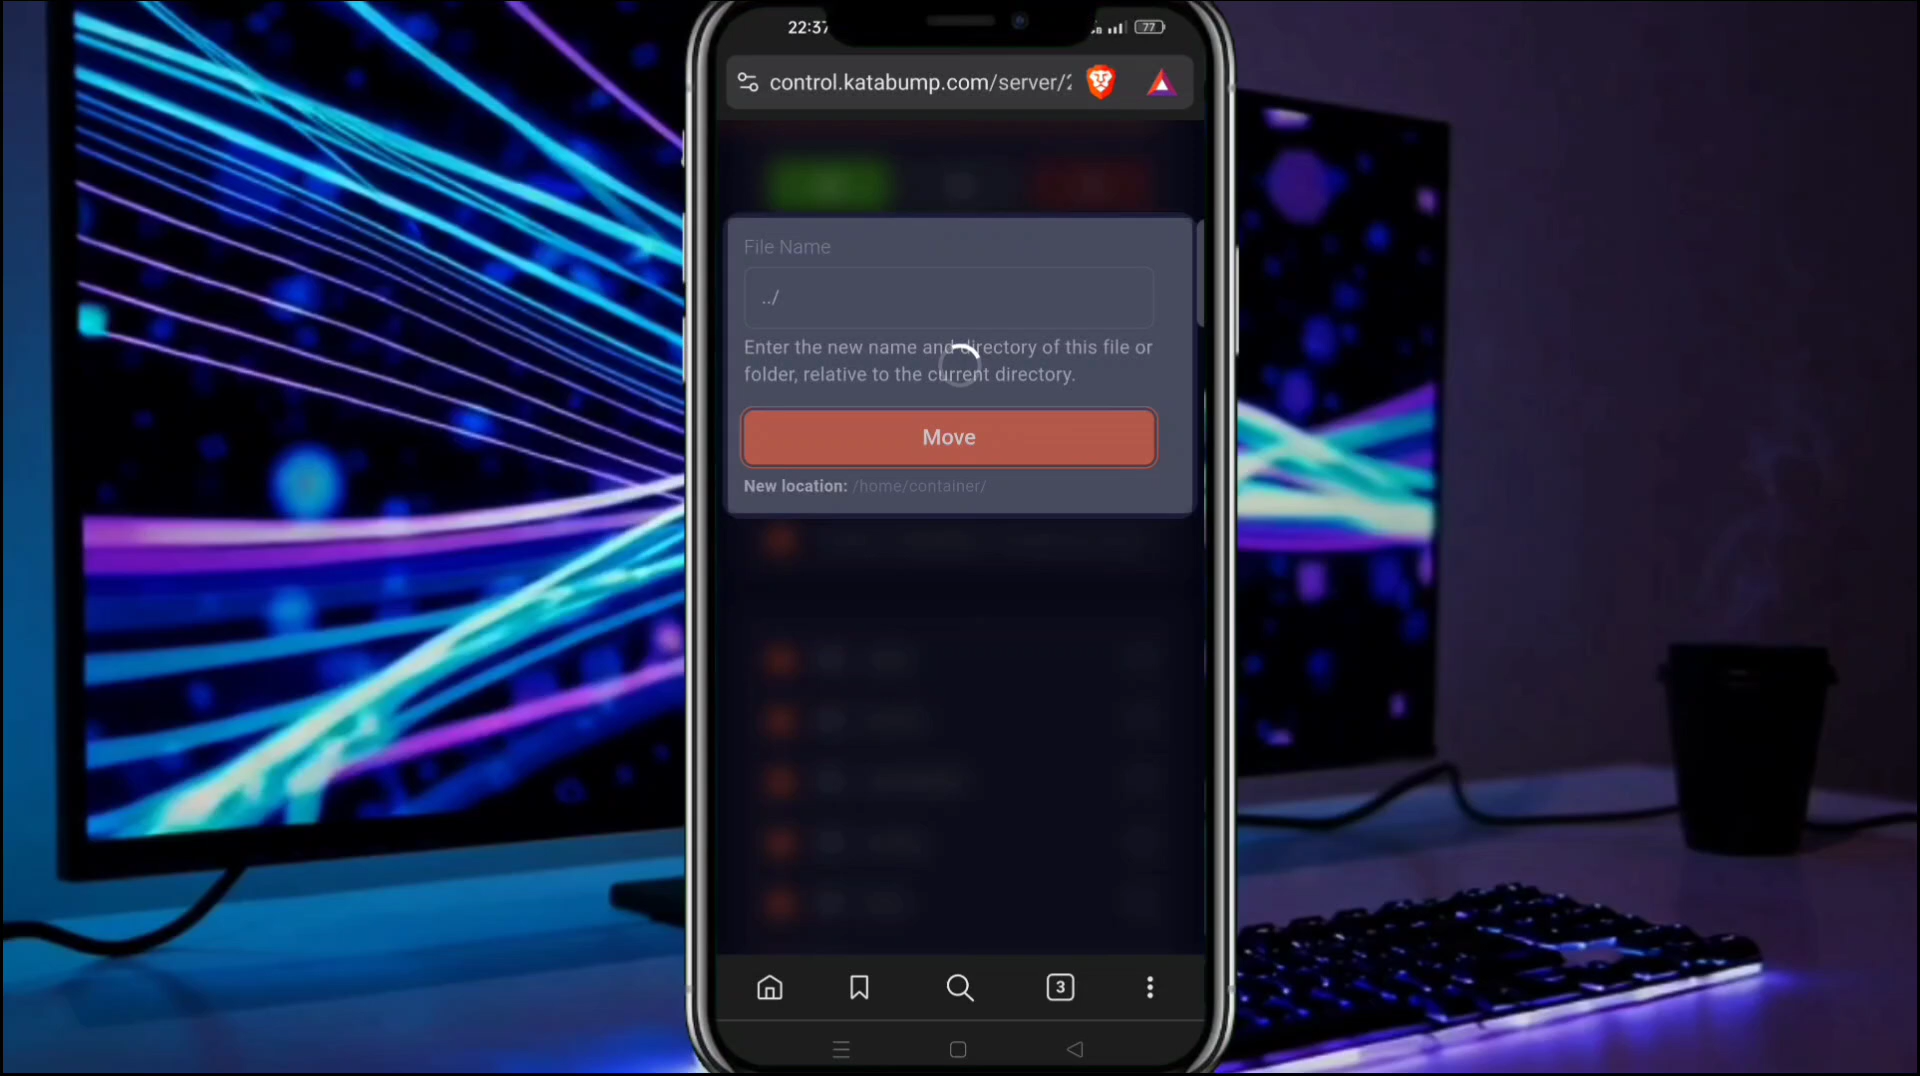 22:37
77
control.katabump.com/server/
File Name
../
Enter the new name and directory of this file or
folder, relative to the current directory.
Move
New location: /home/container/
3